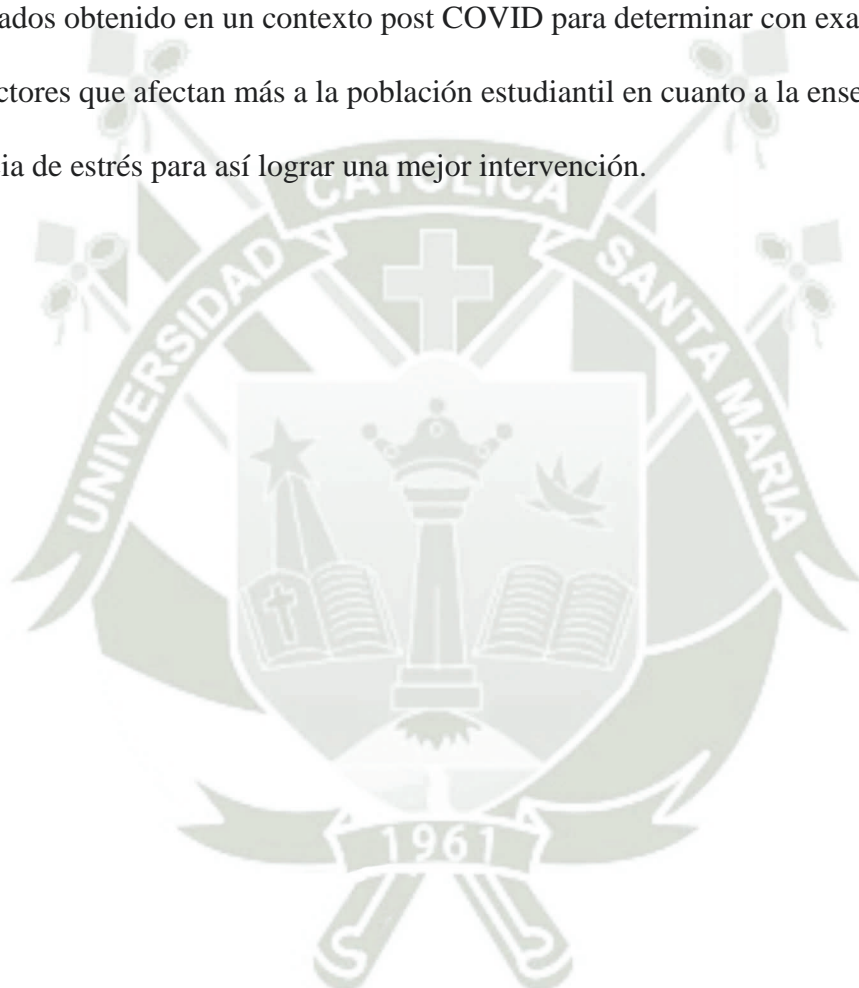 ados obtenido en un contexto post COVID para determinar con exa
ctores que afectan más a la población estudiantil en cuanto a la ense
ia de estrés para así lograr una mejor intervención.
UNIVERSIDAD CATOLICA SANTA MARIA
1961